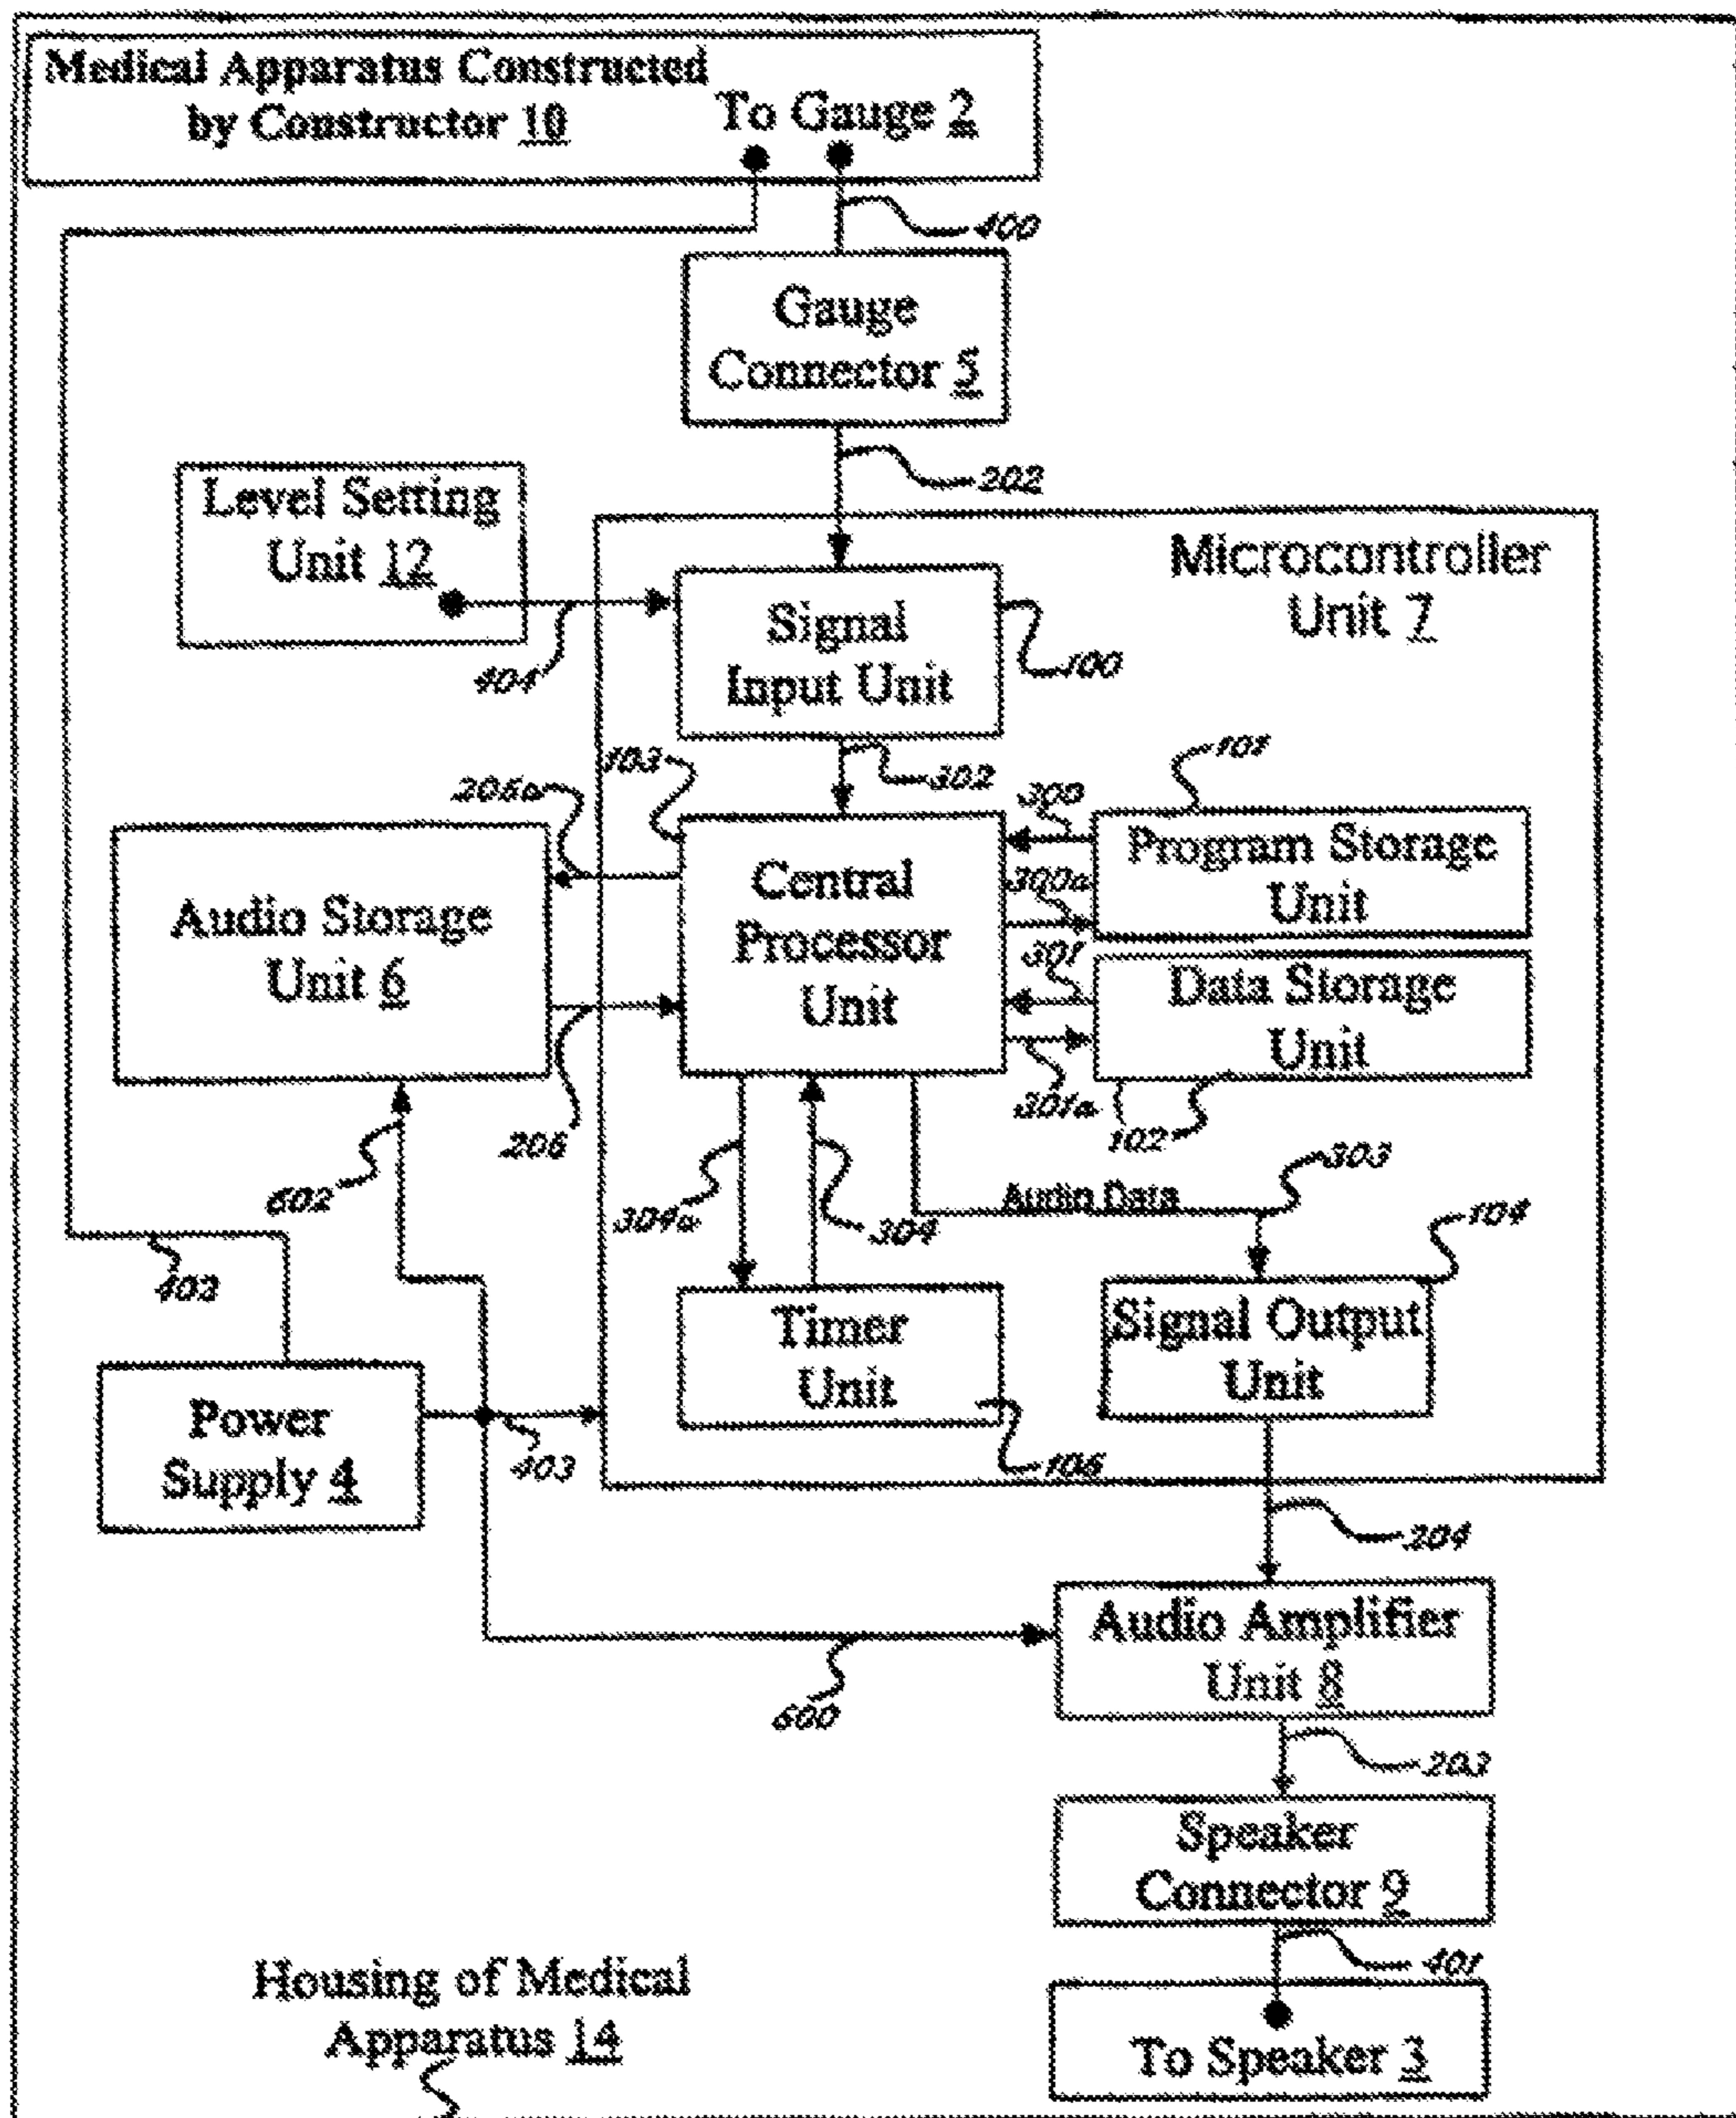 Medical Apparatus Constructed
by Constructor 10
To Gauge 2
400
Gauge
Connector 5
202
Level Setting
Unit 12
404
Microcontroller
Unit 7
Signal
Input Unit
100
302
103
205a
101
300
Program Storage
Unit
300a
Central
Processor
Unit
Audio Storage
Unit 6
301
Data Storage
Unit
301a
102
205
602
304a
304
Audio Data
303
104
403
Timer
Unit
Signal Output
Unit
Power
Supply 4
403
105
204
Audio Amplifier
Unit 8
600
203
Speaker
Connector 9
401
Housing of Medical
Apparatus 14
To Speaker 3